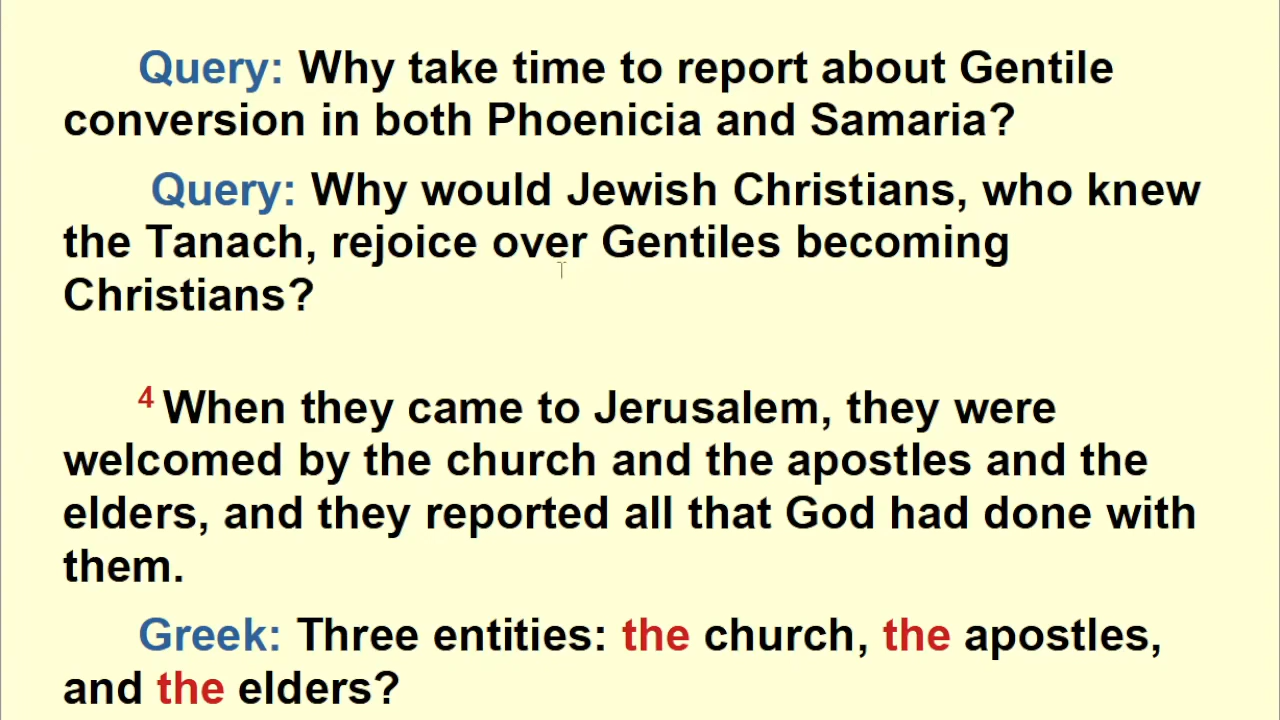 Query: Why take time to report about Gentile
conversion in both Phoenicia and Samaria?
Query: Why would Jewish Christians, who knew
the Tanach, rejoice over Gentiles becoming
Christians?
4 When they came to Jerusalem, they were
welcomed by the church and the apostles and the
elders, and they reported all that God had done with
them.
Greek: Three entities: the church, the apostles,
and the elders?